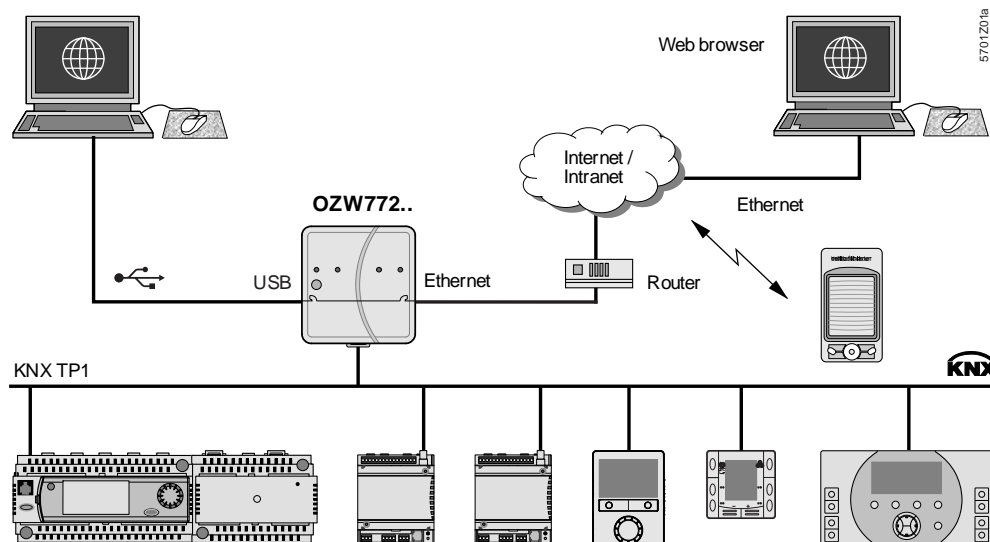 5701Z01a
Web browser
Internet /
Intranet
OZW772..
Ethernet
USB
Ethernet
Router
KNX TP1
KNX